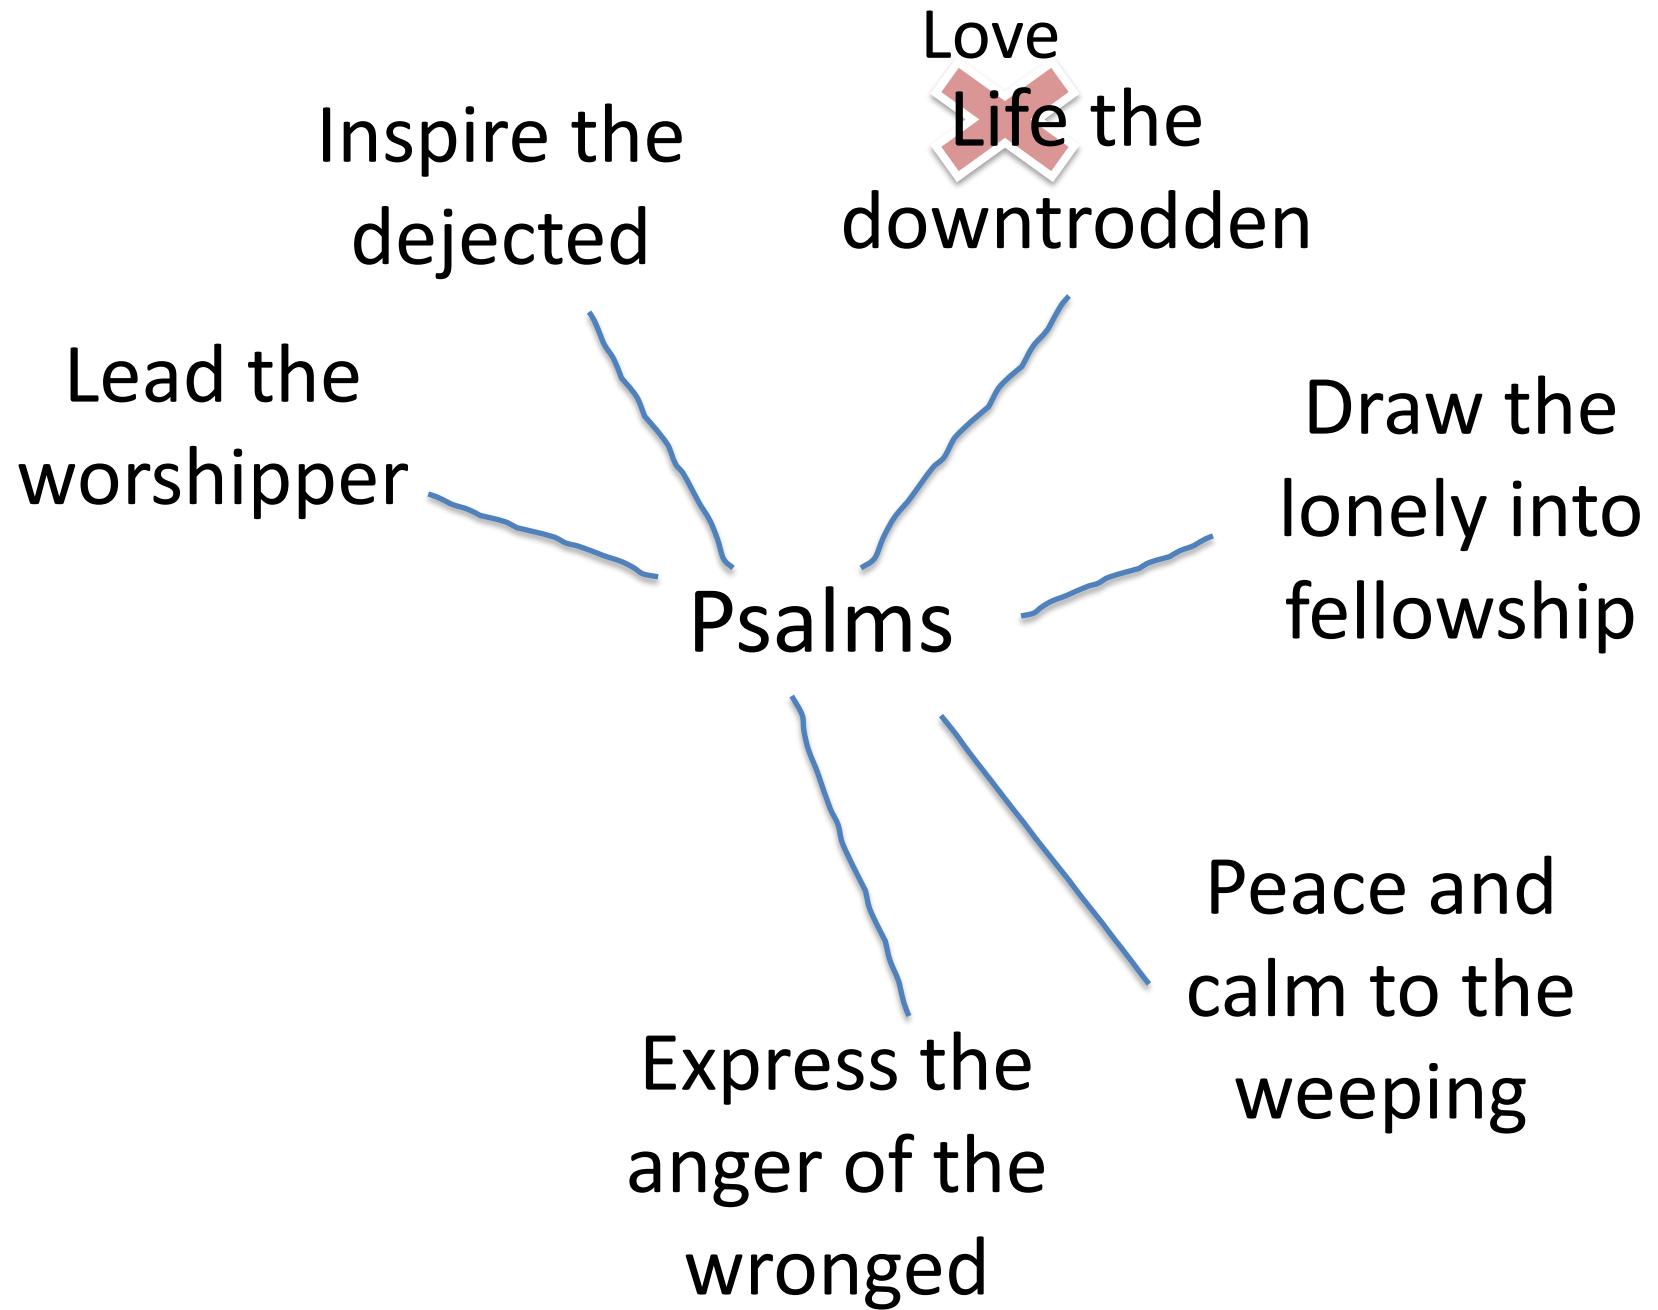 Love
Life the
downtrodden
Inspire the
dejected
Lead the
worshipper
Draw the
lonely into
fellowship
Psalms
Peace and
calm to the
weeping
Express the
anger of the
wronged